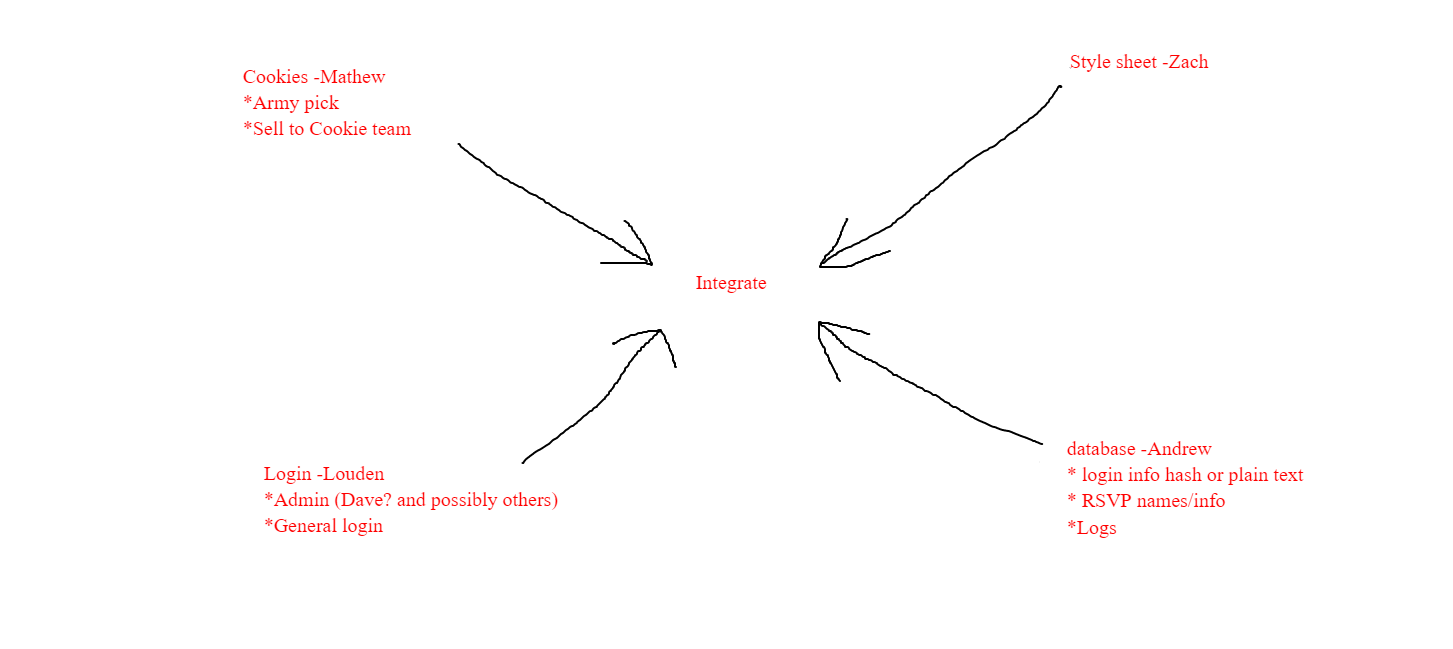 Cookies -Mathew
*Army pick
*Sell to Cookie team
Style sheet -Zach
Integrate
Login -Louden
*Admin (Dave? and possibly others)
*General login
database -Andrew
* login info hash or plain text
* RSVP names/info
*Logs